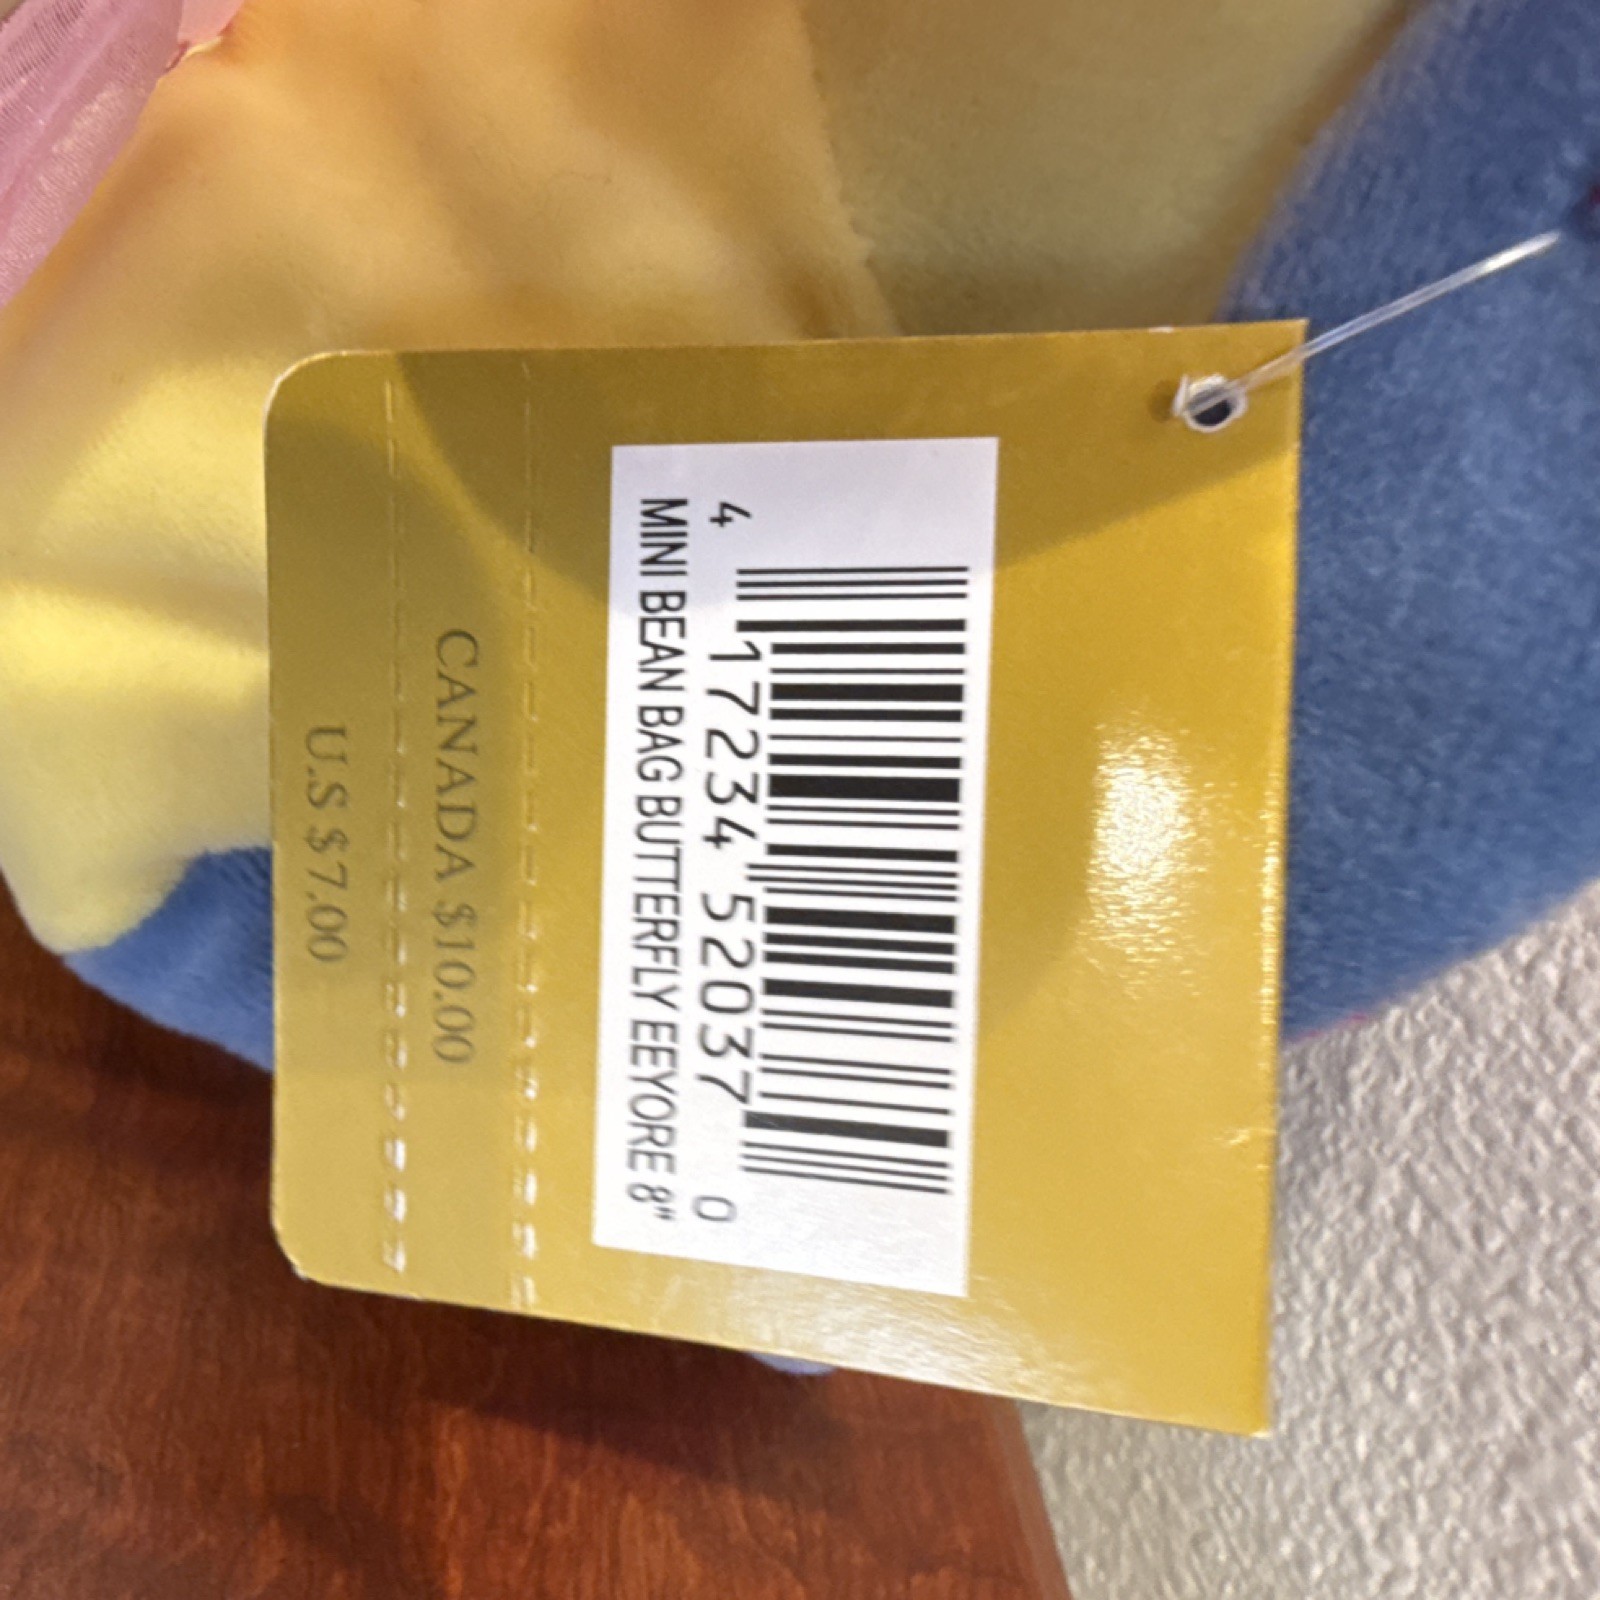 4 17234 52037 0
MINI BEAN BAG BUTTERFLY EEYORE 8"
CANADA $10.00
U.S $7.00